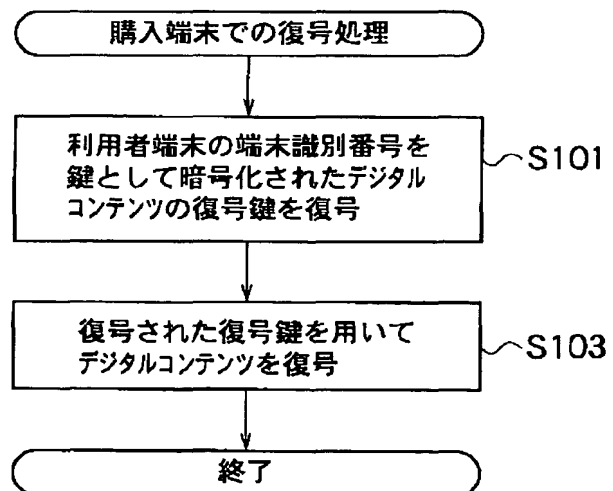 購入端末での復号処理
利用者端末の端末識別番号を
鍵として暗号化されたデジタル
コンテンツの復号鍵を復号
S101
復号された復号鍵を用いて
デジタルコンテンツを復号
S103
終了